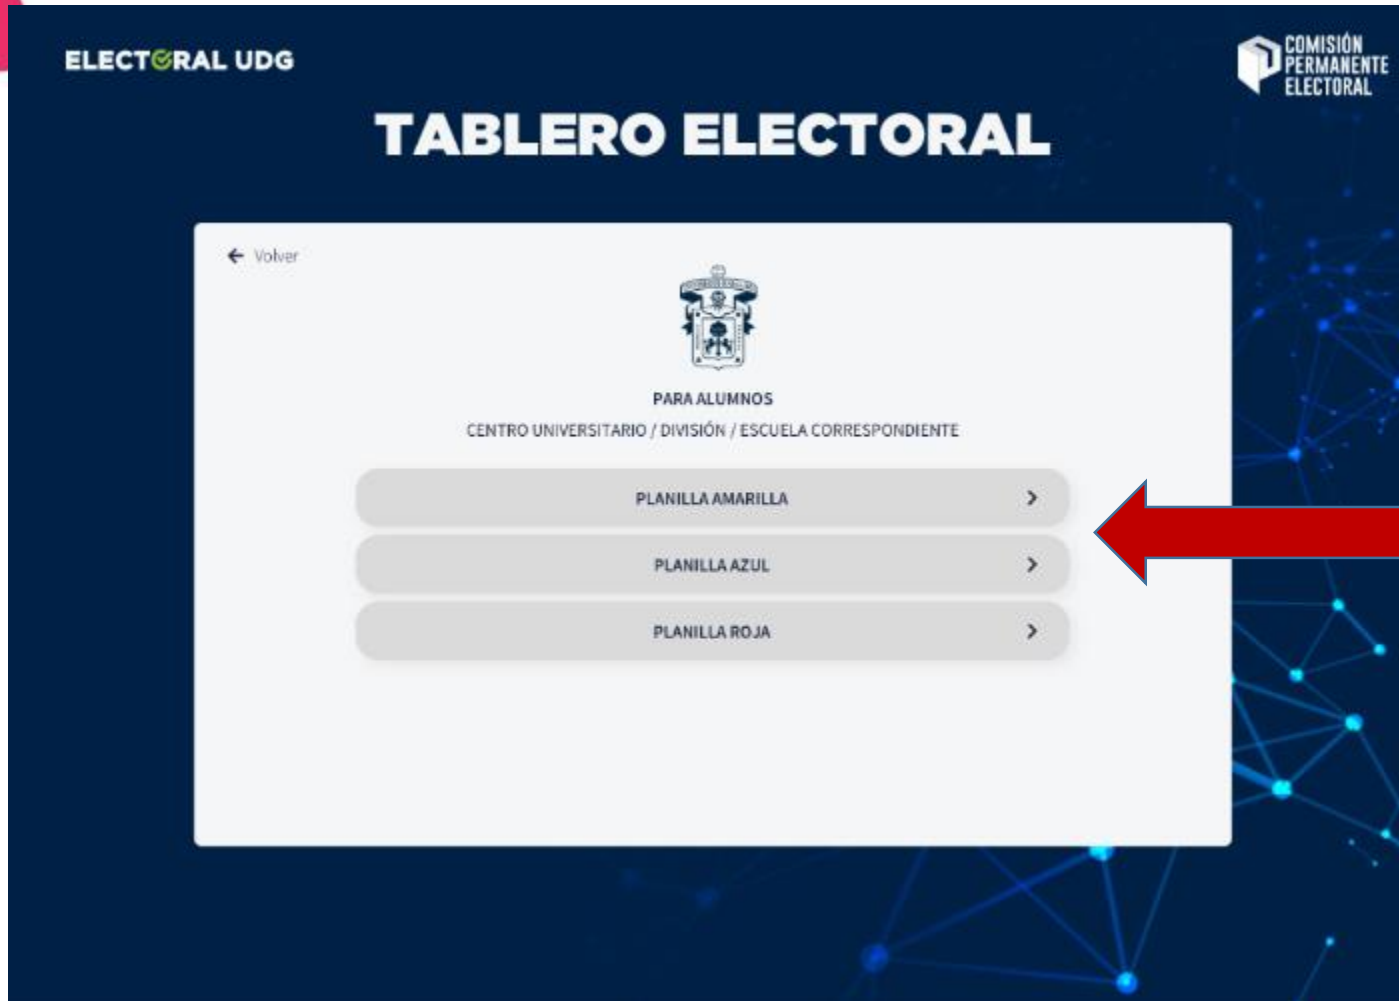 ELECTORAL UDG
COMISIÓN
PERMANENTE
ELECTORAL
TABLERO ELECTORAL
Volver
PARA ALUMNOS
CENTRO UNIVERSITARIO / DIVISIÓN / ESCUELA CORRESPONDIENTE
PLANILLA AMARILLA
PLANILLA AZUL
PLANILLA ROJA